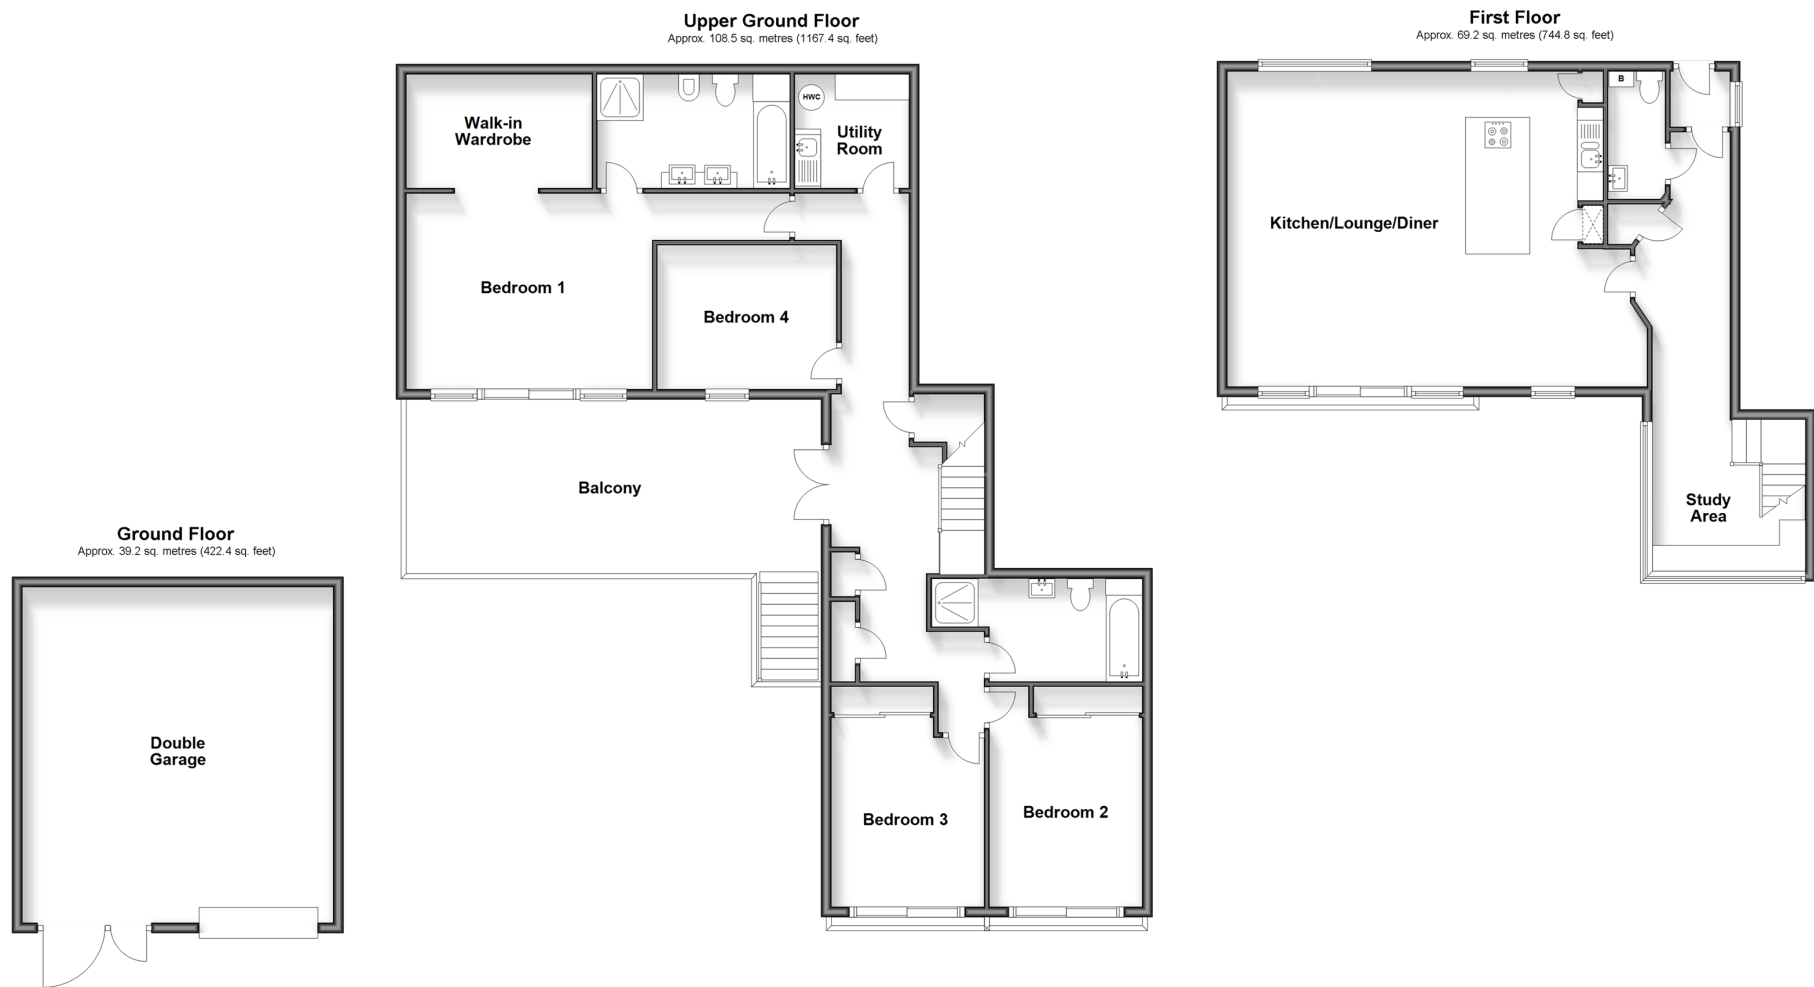 Upper Ground Floor
Approx. 108.5 sq. metres (1167.4 sq. feet)
Walk-in
Wardrobe
HWC
Utility
Room
Bedroom 1
Bedroom 4
Balcony
Bedroom 3
Bedroom 2
First Floor
Approx. 69.2 sq. metres (744.8 sq. feet)
B
Kitchen/Lounge/Diner
Study
Area
Ground Floor
Approx. 39.2 sq. metres (422.4 sq. feet)
Double
Garage